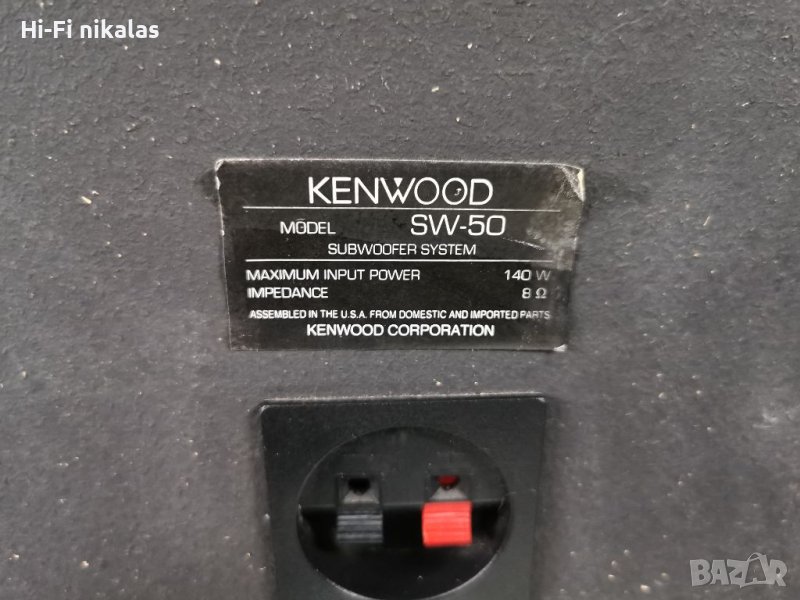 Hi-Fi nikalas
KENWOOD
MODEL SW-50
SUBWOOFER SYSTEM
MAXIMUM INPUT POWER 140 W
IMPEDANCE 8 Ω
ASSEMBLED IN THE U.S.A. FROM DOMESTIC AND IMPORTED PARTS
KENWOOD CORPORATION
BAZAR